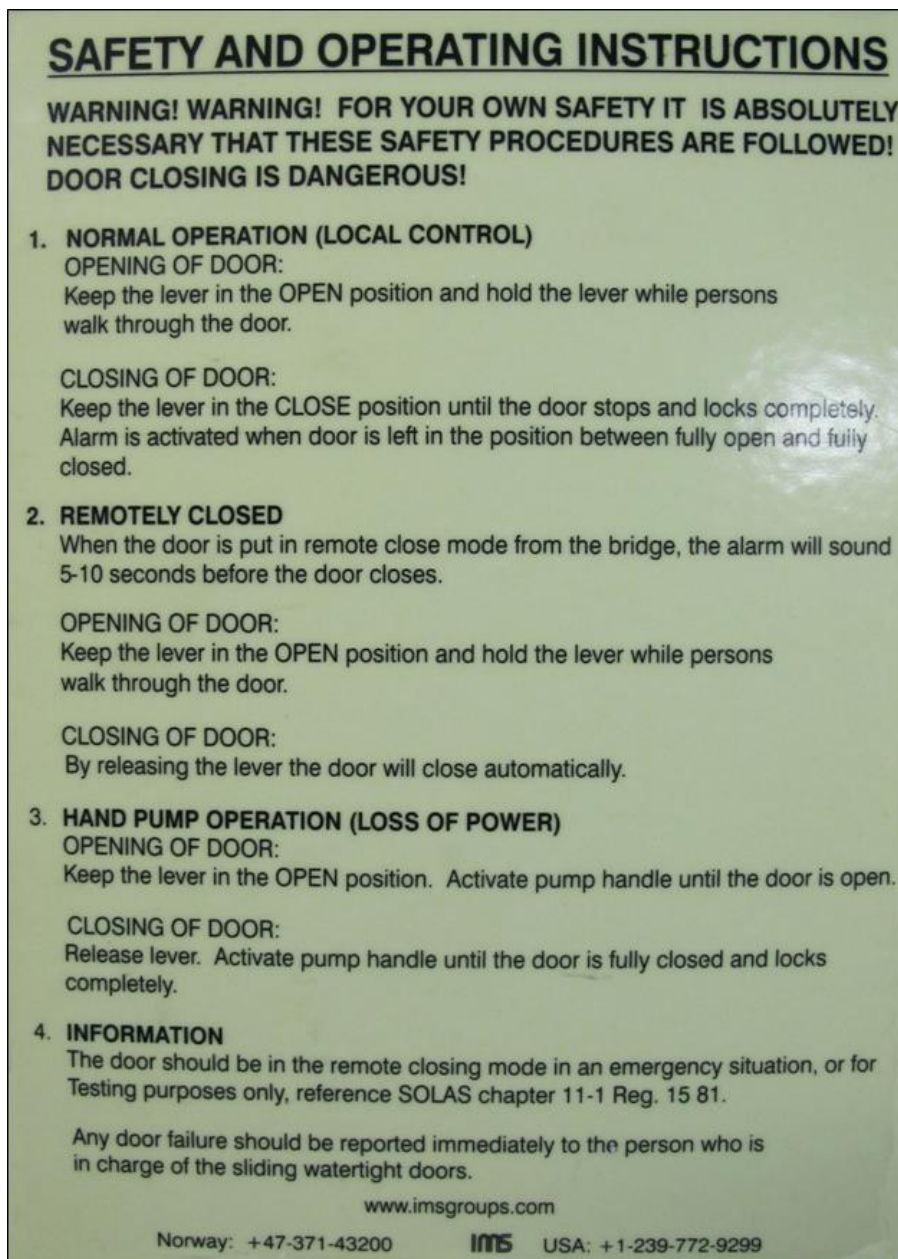 SAFETY AND OPERATING INSTRUCTIONS
WARNING! WARNING! FOR YOUR OWN SAFETY IT IS ABSOLUTELY
NECESSARY THAT THESE SAFETY PROCEDURES ARE FOLLOWED!
DOOR CLOSING IS DANGEROUS!
1. NORMAL OPERATION (LOCAL CONTROL)
OPENING OF DOOR:
Keep the lever in the OPEN position and hold the lever while persons
walk through the door.
CLOSING OF DOOR:
Keep the lever in the CLOSE position until the door stops and locks completely.
Alarm is activated when door is left in the position between fully open and fully
closed.
2. REMOTELY CLOSED
When the door is put in remote close mode from the bridge, the alarm will sound
5-10 seconds before the door closes.
OPENING OF DOOR:
Keep the lever in the OPEN position and hold the lever while persons
walk through the door.
CLOSING OF DOOR:
By releasing the lever the door will close automatically.
3. HAND PUMP OPERATION (LOSS OF POWER)
OPENING OF DOOR:
Keep the lever in the OPEN position. Activate pump handle until the door is open.
CLOSING OF DOOR:
Release lever. Activate pump handle until the door is fully closed and locks
completely.
4. INFORMATION
The door should be in the remote closing mode in an emergency situation, or for
Testing purposes only, reference SOLAS chapter 11-1 Reg. 15 81.
Any door failure should be reported immediately to the person who is
in charge of the sliding watertight doors.
www.imsgroups.com
Norway: +47-371-43200 IMS USA: +1-239-772-9299